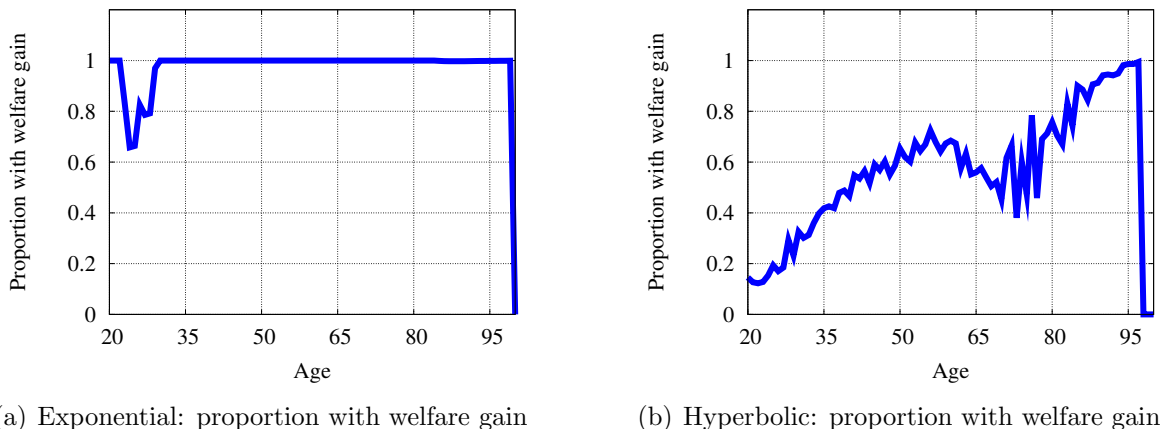 Proportion with welfare gain
1
0.8
0.6
0.4
0.2
0
20 35 50 65 80 95
Age
a) Exponential: proportion with welfare gain
Proportion with welfare gain
1
0.8
0.6
0.4
0.2
0
20 35 50 65 80 95
Age
(b) Hyperbolic: proportion with welfare gain